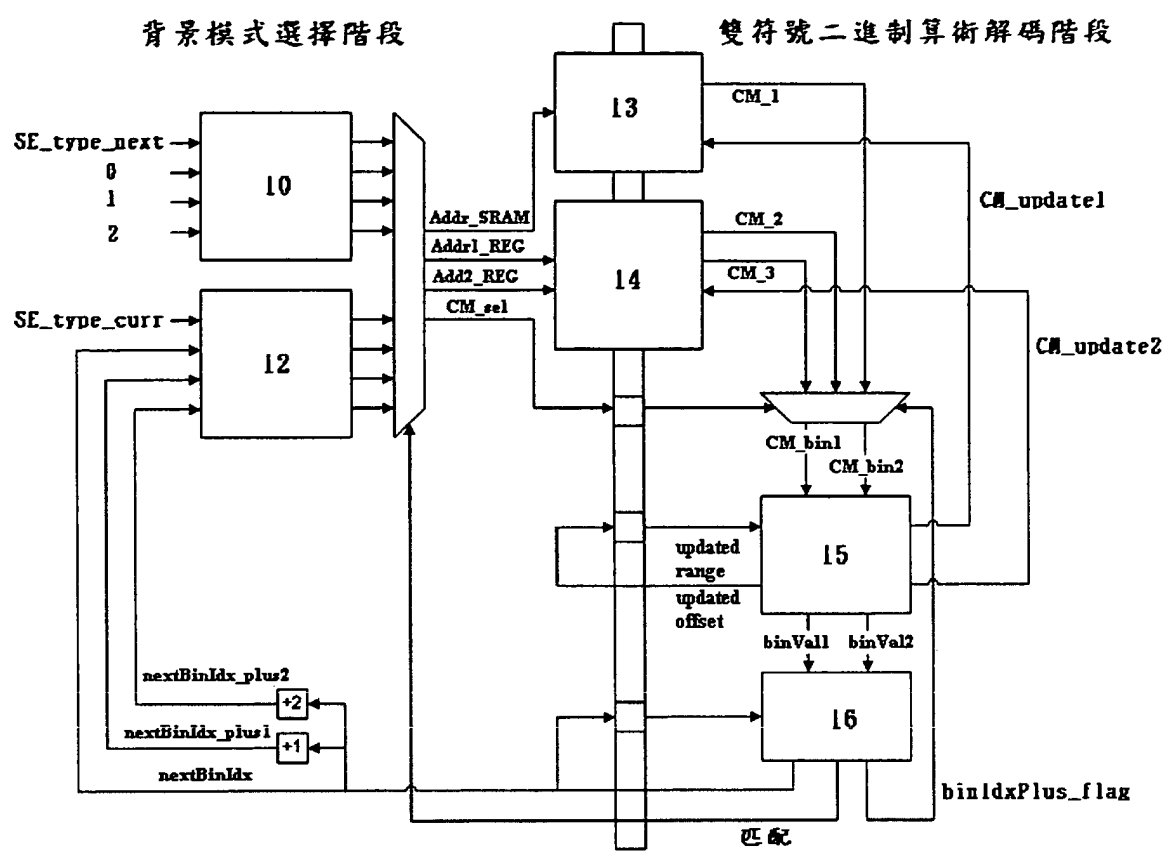 背景模式選擇階段
雙符號二進制算術解碼階段
13
CM_1
SE_type_next
0
1
2
10
CM_update1
Addr_SRAM
Addr1_REG
Add2_REG
CM_sel
14
CM_2
CM_3
SE_type_curr
12
CM_update2
CM_bin1
CM_bin2
15
updated
range
updated
offset
binVal1
binVal2
nextBinIdx_plus2
+2
16
nextBinIdx_plus1
+1
nextBinIdx
binIdxPlus_flag
匹配